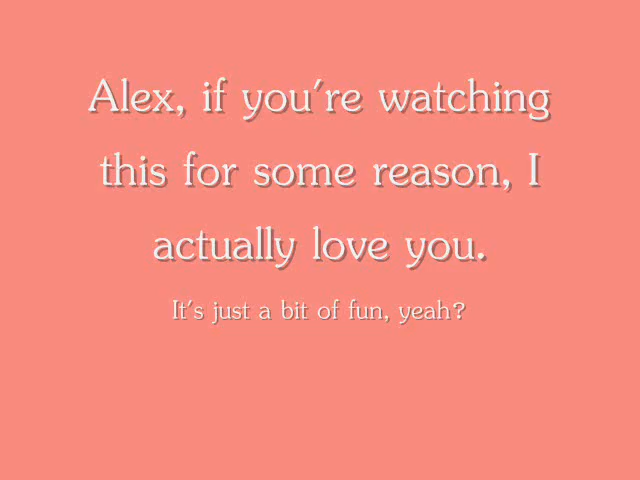 Alex, if you're watching
this for some reason, I
actually love you.
It's just a bit of fun, yeah?